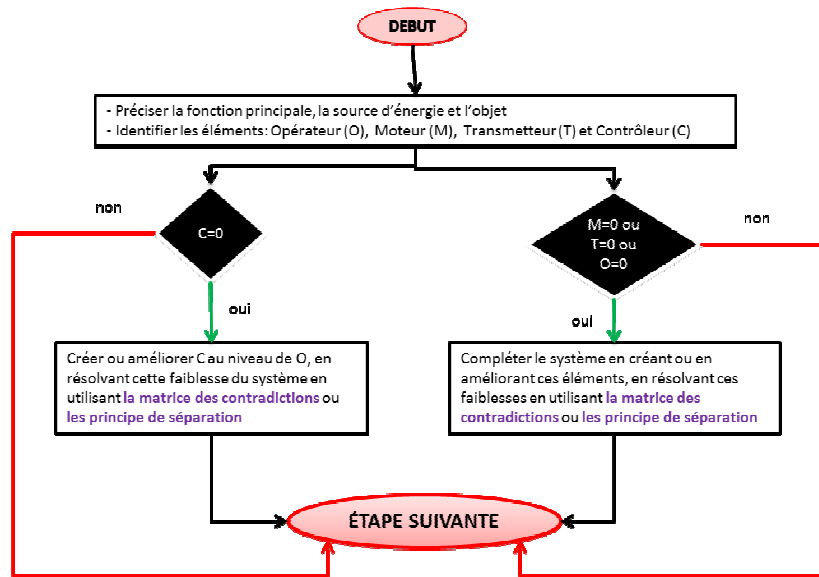 DEBUT
- Préciser la fonction principale, la source d'énergie et l'objet
- Identifier les éléments: Opérateur (O), Moteur (M), Transmetteur (T) et Contrôleur (C)
non
C=0
M=0 ou
T=0 ou
O=0
non
oui
oui
Créer ou améliorer C au niveau de O, en
résolvant cette faiblesse du système en
utilisant la matrice des contradictions ou
les principe de séparation
Compléter le système en créant ou en
améliorant ces éléments, en résolvant ces
faiblesses en utilisant la matrice des
contradictions ou les principe de séparation
ÉTAPE SUIVANTE